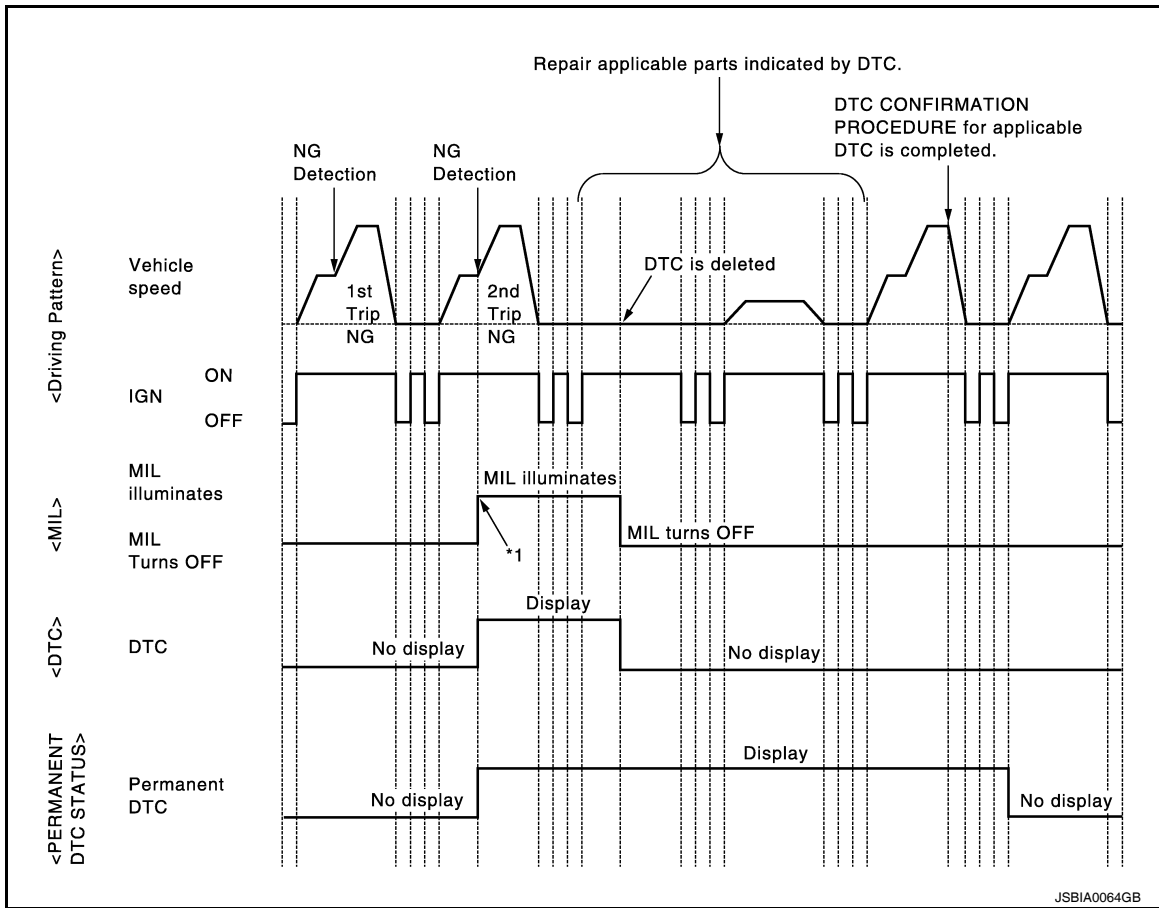 Repair applicable parts indicated by DTC.
DTC CONFIRMATION
PROCEDURE for applicable
DTC is completed.
NG
Detection
NG
Detection
<Driving Pattern>
Vehicle
speed
1st
Trip
NG
2nd
Trip
NG
DTC is deleted
IGN
ON
OFF
<MIL>
MIL
illuminates
MIL
Turns OFF
MIL illuminates
*1
MIL turns OFF
<DTC>
DTC
No display
Display
No display
<PERMANENT
DTC STATUS>
Permanent
DTC
No display
Display
No display
JSBIA0064GB